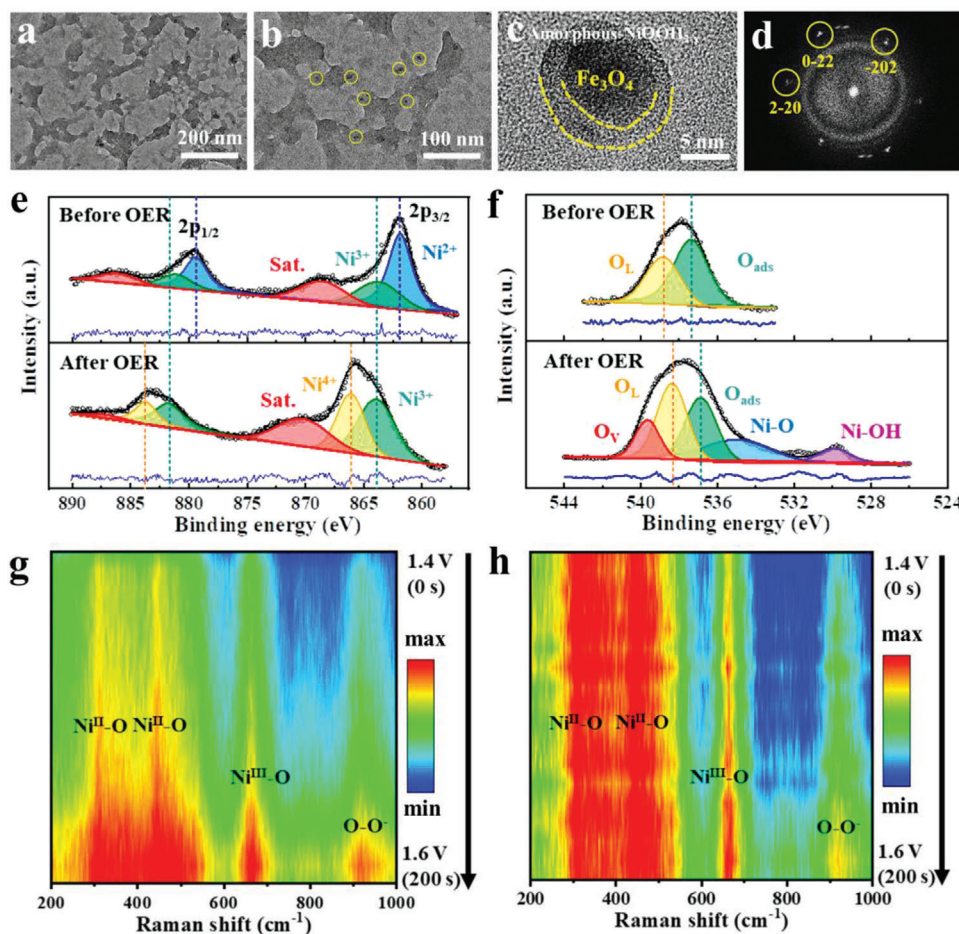 a
200 nm
b
100 nm
c
Amorphous-NiOOH
Fe3O4
5 nm
d
0-22
-202
2-20
e
Before OER
2p1/2
2p3/2
Sat.
Ni3+
Ni2+
After OER
Sat.
Ni4+
Ni3+
Intensity (a.u.)
890 885 880 875 870 865 860
Binding energy (eV)
f
Before OER
OL
Oads
After OER
OV
OL
Oads
Ni-O
Ni-OH
Intensity (a.u.)
544 540 536 532 528 524
Binding energy (eV)
g
NiII-O NiII-O
NiIII-O
O-O-
1.4 V
(0 s)
max
min
1.6 V
(200 s)
200 400 600 800 1000
Raman shift (cm-1)
h
NiII-O NiII-O
NiIII-O
O-O-
1.4 V
(0 s)
max
min
1.6 V
(200 s)
200 400 600 800 1000
Raman shift (cm-1)